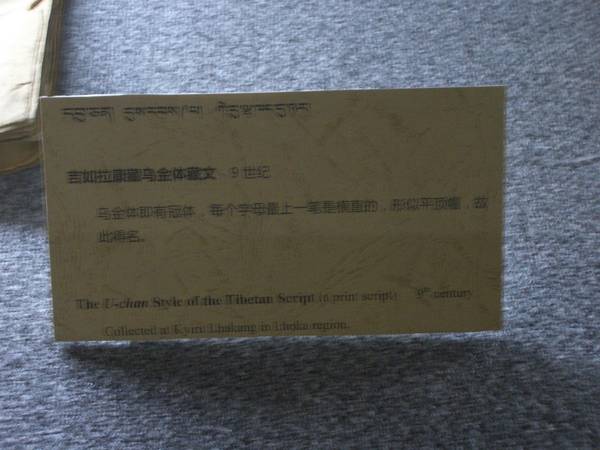 吉如拉康藏乌金体藏文 9 世纪
乌金体即有冠体，每个字母最上一笔是横直的，形似平顶帽，故
此得名。
The U-chan Style of the Tibetan Script (a print script) 9th century
Collected at Kyiru Lhakang in Lhoka region.